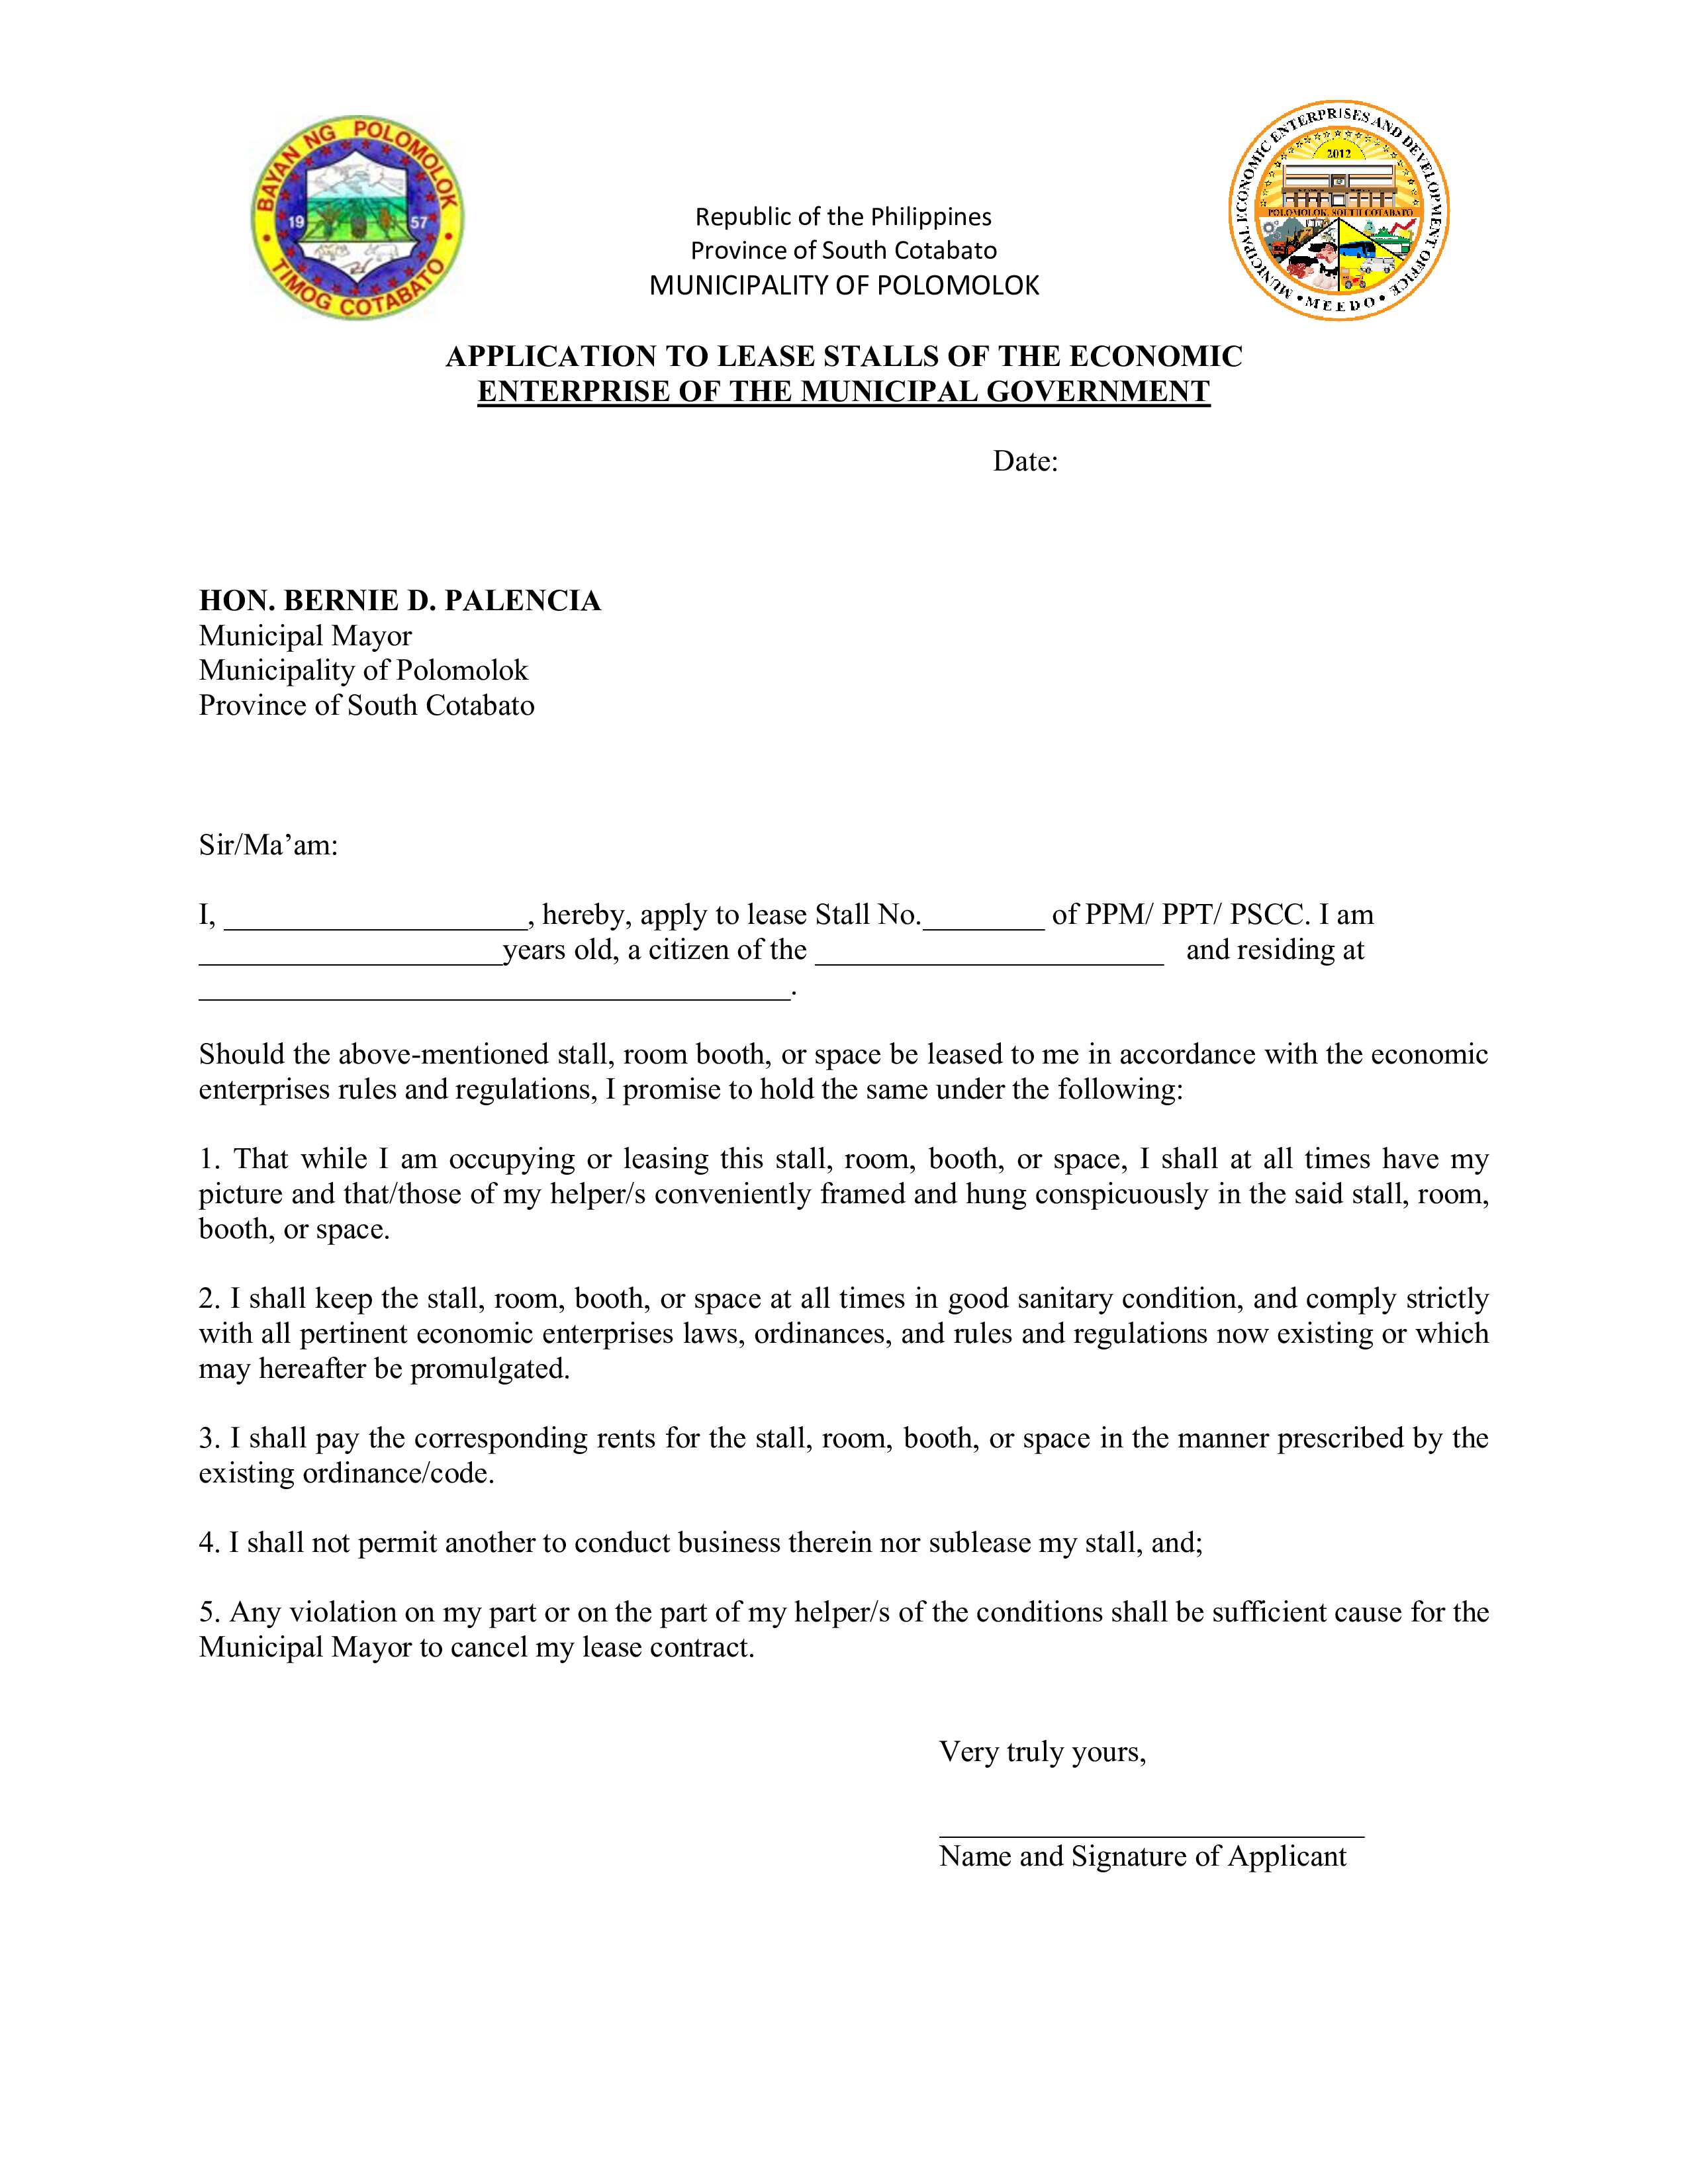 BAYAN NG POLOMOLOK
19 57
• TIMOG COTABATO •
MUNICIPAL ECONOMIC ENTERPRISES AND DEVELOPMENT OFFICE
2012
POLOMOLOK, SOUTH COTABATO
• MEEDO •
Republic of the Philippines
Province of South Cotabato
MUNICIPALITY OF POLOMOLOK
APPLICATION TO LEASE STALLS OF THE ECONOMIC
ENTERPRISE OF THE MUNICIPAL GOVERNMENT
Date:
HON. BERNIE D. PALENCIA
Municipal Mayor
Municipality of Polomolok
Province of South Cotabato
Sir/Ma’am:
I, ____________________, hereby, apply to lease Stall No.________ of PPM/ PPT/ PSCC. I am
____________________years old, a citizen of the _______________________ and residing at
_______________________________________.
Should the above-mentioned stall, room booth, or space be leased to me in accordance with the economic
enterprises rules and regulations, I promise to hold the same under the following:
1. That while I am occupying or leasing this stall, room, booth, or space, I shall at all times have my
picture and that/those of my helper/s conveniently framed and hung conspicuously in the said stall, room,
booth, or space.
2. I shall keep the stall, room, booth, or space at all times in good sanitary condition, and comply strictly
with all pertinent economic enterprises laws, ordinances, and rules and regulations now existing or which
may hereafter be promulgated.
3. I shall pay the corresponding rents for the stall, room, booth, or space in the manner prescribed by the
existing ordinance/code.
4. I shall not permit another to conduct business therein nor sublease my stall, and;
5. Any violation on my part or on the part of my helper/s of the conditions shall be sufficient cause for the
Municipal Mayor to cancel my lease contract.
Very truly yours,
____________________________
Name and Signature of Applicant